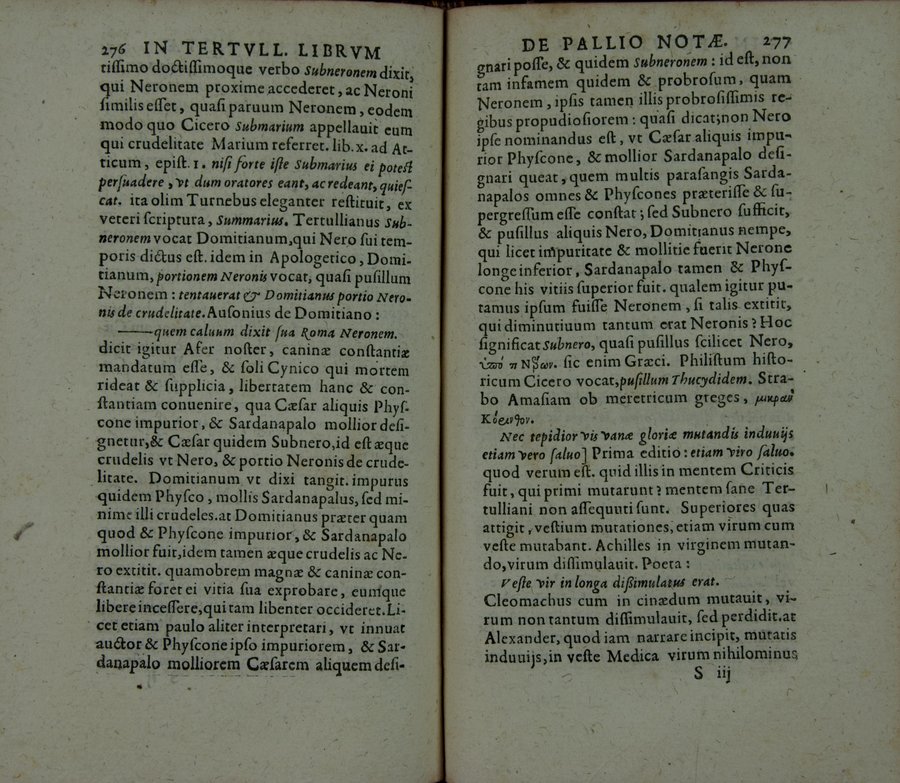 276 IN TERTVLL. LIBRVM
tiſſimo doctiſſimoque verbo Subneronem dixit,
qui Neronem proxime accederet, ac Neroni
ſimilis eſſet, quaſi paruum Neronem, eodem
modo quo Cicero Submarium appellauit eum
qui crudelitate Marium referret. lib. x. ad At-
ticum, epiſt. 1. niſi forte iſte Submarius ei poteſt
perſuadere, vt dum oratores eant, ac redeant, quieſ-
cat. ita olim Turnebus eleganter reſtituit, ex
veteri ſcriptura, Summarius. Tertullianus Sub-
neronem vocat Domitianum, qui Nero ſui tem-
poris dictus eſt. idem in Apologetico, Domi-
tianum, portionem Neronis vocat, quaſi puſillum
Neronem: tentauerat & Domitianus portio Nero-
nis de crudelitate. Auſonius de Domitiano:
——quem caluum dixit ſua Roma Neronem.
dicit igitur Afer noſter, caninæ conſtantiæ
mandatum eſſe, & ſoli Cynico qui mortem
rideat & ſupplicia, libertatem hanc & con-
ſtantiam conuenire, qua Cæſar aliquis Phyſ-
cone impurior, & Sardanapalo mollior deſi-
gnetur, & Cæſar quidem Subnero, id eſt æque
crudelis vt Nero, & portio Neronis de crude-
litate. Domitianum vt dixi tangit. impurus
quidem Phyſco, mollis Sardanapalus, ſed mi-
nime illi crudeles. at Domitianus præter quam
quod & Phyſcone impurior, & Sardanapalo
mollior fuit, idem tamen æque crudelis ac Ne-
ro extitit. quamobrem magnæ & caninæ con-
ſtantiæ foret ei vitia ſua exprobare, eumque
libere inceſſere, qui tam libenter occideret. Li-
cet etiam paulo aliter interpretari, vt innuat
auctor & Phyſcone ipſo impuriorem, & Sar-
danapalo molliorem Cæſarem aliquem deſi-
DE PALLIO NOTÆ. 277
gnari poſſe, & quidem Subneronem: id eſt, non
tam infamem quidem & probroſum, quam
Neronem, ipſis tamen illis probroſiſſimis re-
gibus propudioſiorem: quaſi dicat; non Nero
ipſe nominandus eſt, vt Cæſar aliquis impu-
rior Phyſcone, & mollior Sardanapalo deſi-
gnari queat, quem multis paraſangis Sarda-
napalos omnes & Phyſcones præteriſſe & ſu-
pergreſſum eſſe conſtat; ſed Subnero ſufficit,
& puſillus aliquis Nero, Domitianus nempe,
qui licet impuritate & mollitie fuerit Nerone
longe inferior, Sardanapalo tamen & Phyſ-
cone his vitiis ſuperior fuit. qualem igitur pu-
tamus ipſum fuiſſe Neronem, ſi talis extitit,
qui diminutiuum tantum erat Neronis? Hoc
ſignificat Subnero, quaſi puſillus ſcilicet Nero,
ὑπό π Νέρων. ſic enim Græci. Philiſtum hiſto-
ricum Cicero vocat, puſillum Thucydidem. Stra-
bo Amaſiam ob meretricum greges, μικραν
Κόρινθον.
Nec tepidior vis vanæ gloriæ mutandis induuijs
etiam vero ſaluo] Prima editio: etiam viro ſaluo.
quod verum eſt. quid illis in mentem Criticis
fuit, qui primi mutarunt? mentem ſane Ter-
tulliani non aſſequuti ſunt. Superiores quas
attigit, veſtium mutationes, etiam virum cum
veſte mutabant. Achilles in virginem mutan-
do, virum diſſimulauit. Poeta:
Veſte vir in longa dißimulatus erat.
Cleomachus cum in cinædum mutauit, vi-
rum non tantum diſſimulauit, ſed perdidit. at
Alexander, quod iam narrare incipit, mutatis
induuijs, in veſte Medica virum nihilominus
S iij